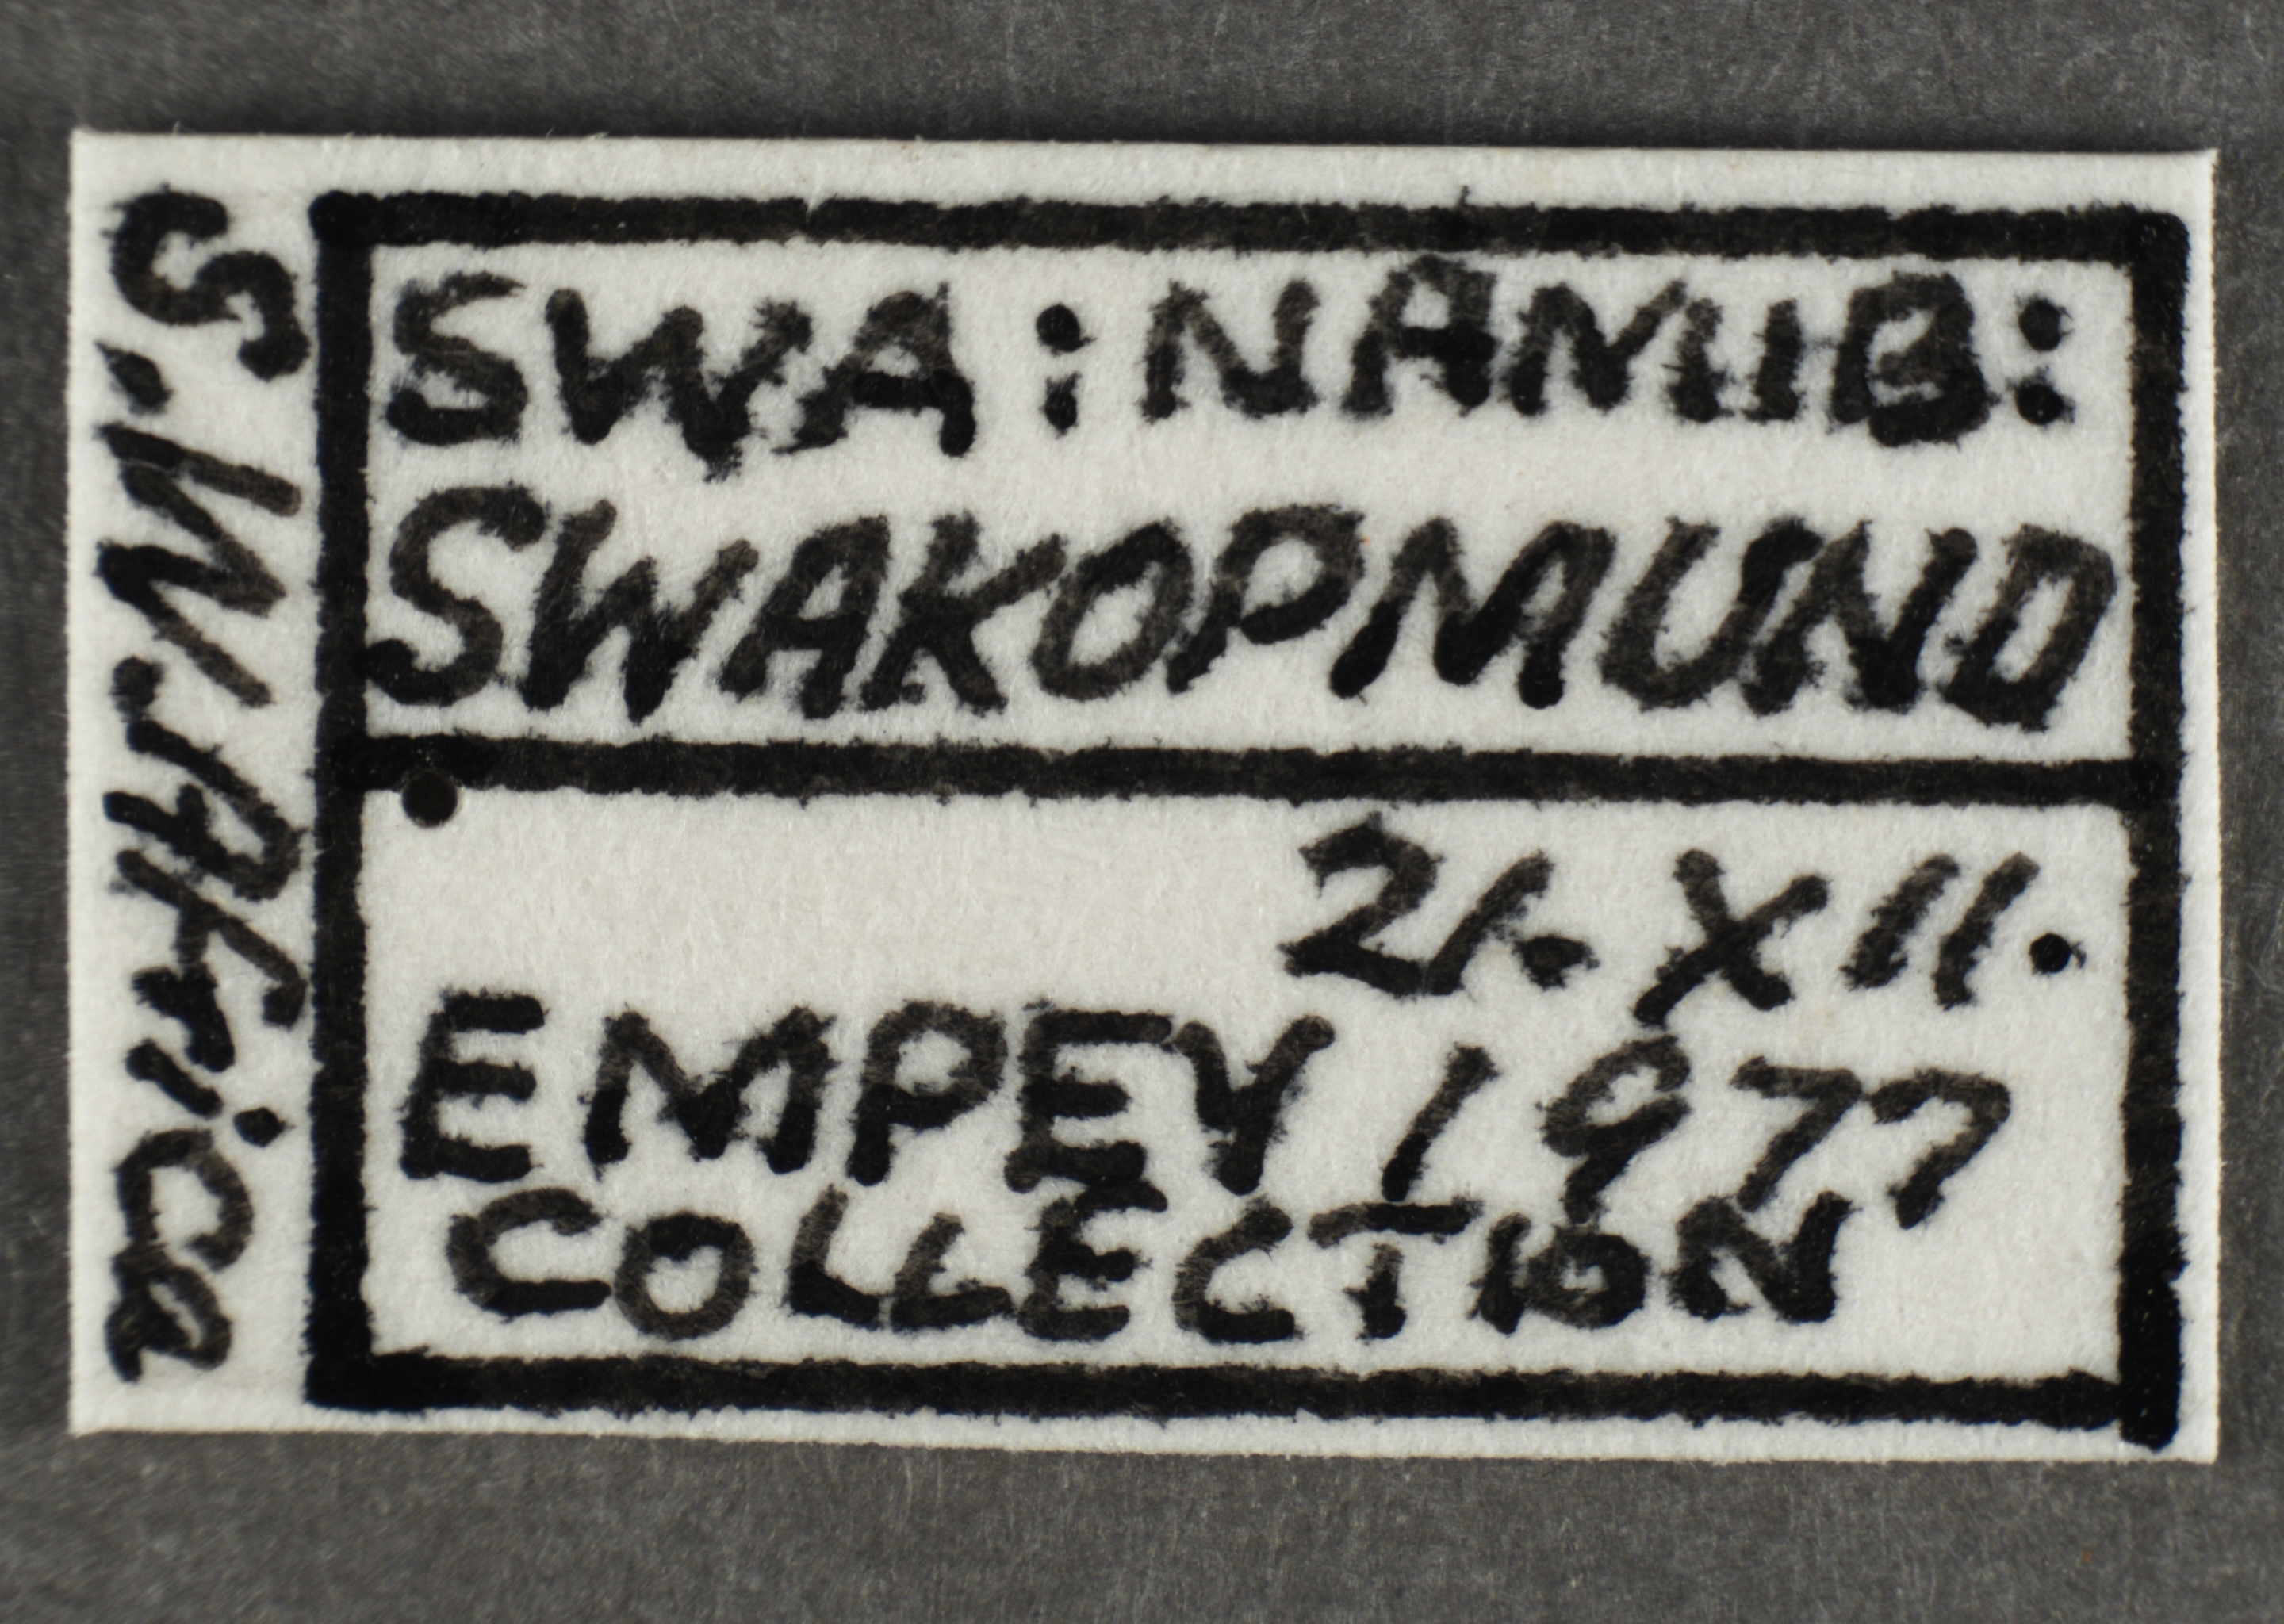 S.W.Africa
SWA:NAMIB:
SWAKOPMUND
21.XII.
EMPEY 1977
COLLECTION